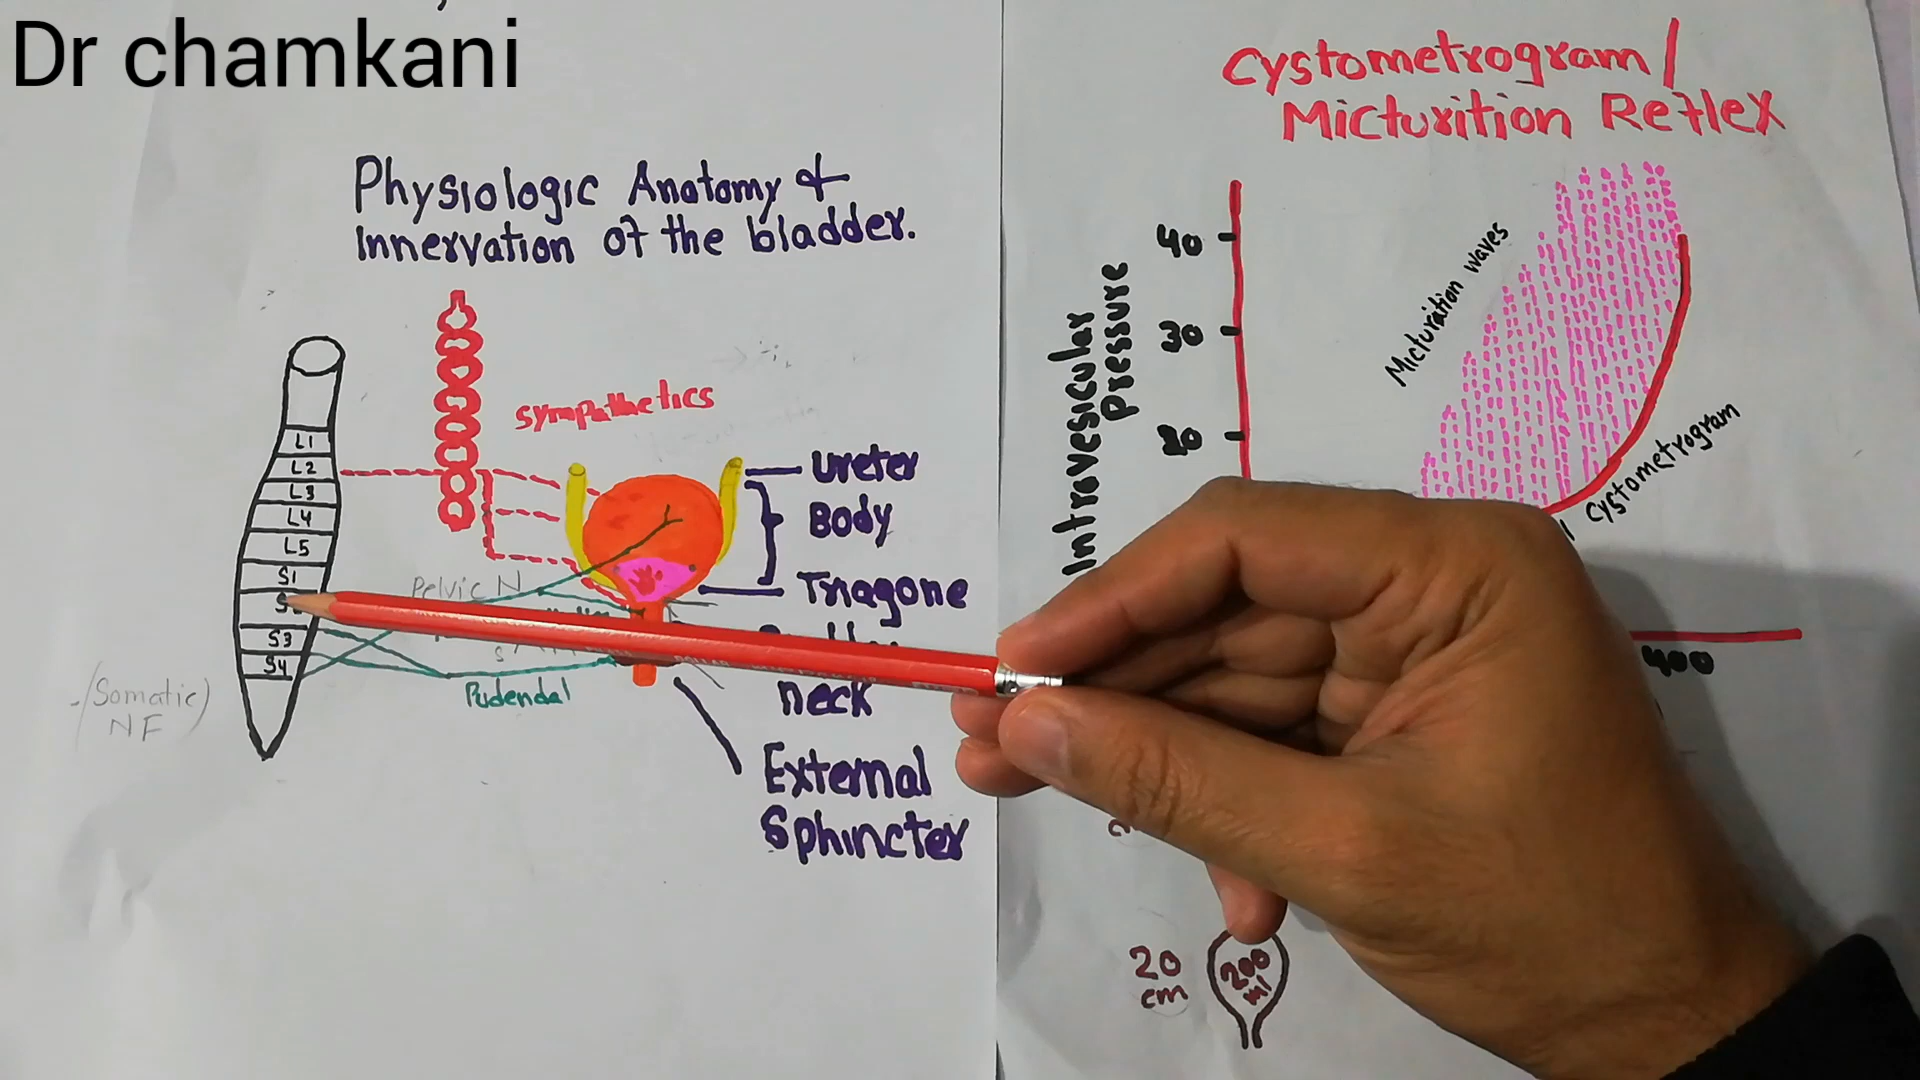 Dr chamkani
Physiologic Anatomy &
Innervation of the bladder.
sympathetics
L1
L2
L3
L4
L5
S1
S3
S4
Pelvic N
Pudendal
(Somatic)
NF
Ureter
Body
Triagone
neck
External
Sphincter
Cystometrogram/
Micturition Reflex
Intravesicular
Pressure
40
30
20
Micturition waves
Cystometrogram
400
20
cm
200
ml